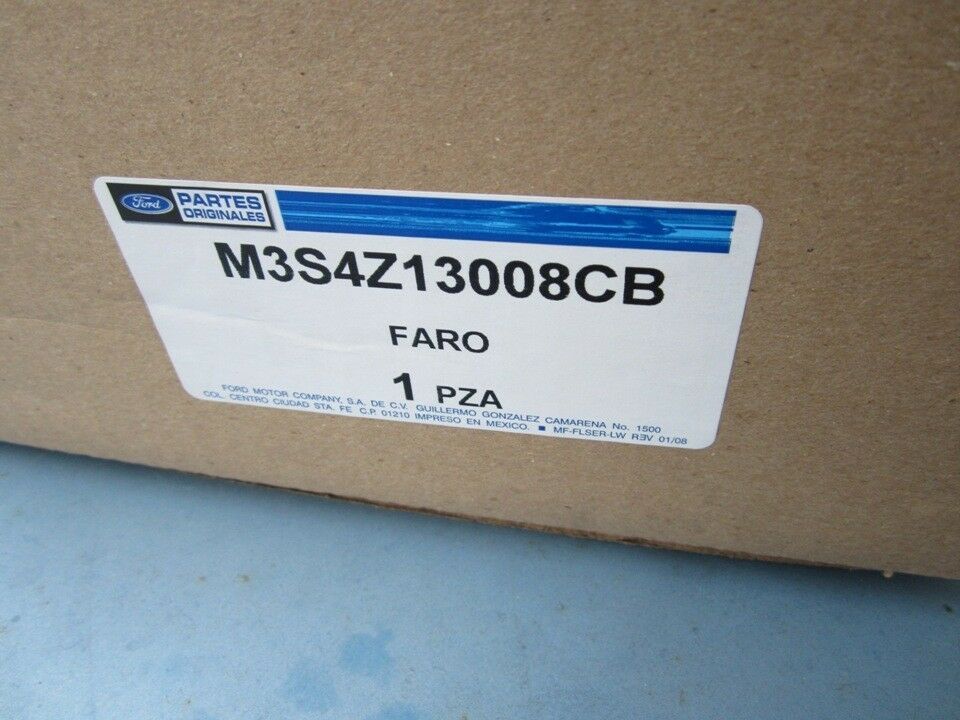 Ford PARTES ORIGINALES
M3S4Z13008CB
FARO
1 PZA
FORD MOTOR COMPANY, S.A. DE C.V. GUILLERMO GONZALEZ CAMARENA No. 1500
COL. CENTRO CIUDAD STA. FE C.P. 01210 IMPRESO EN MEXICO. ■ MF-FLSER-LW RƎV 01/08